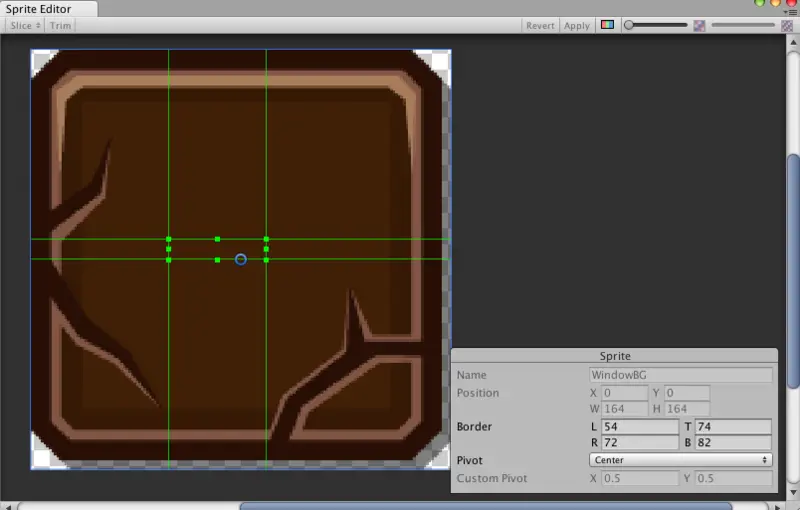 Sprite Editor
Slice Trim Revert Apply
Sprite
Name WindowBG
Position X 0 Y 0
W 164 H 164
Border L 54 T 74
R 72 B 82
Pivot Center
Custom Pivot X 0.5 Y 0.5